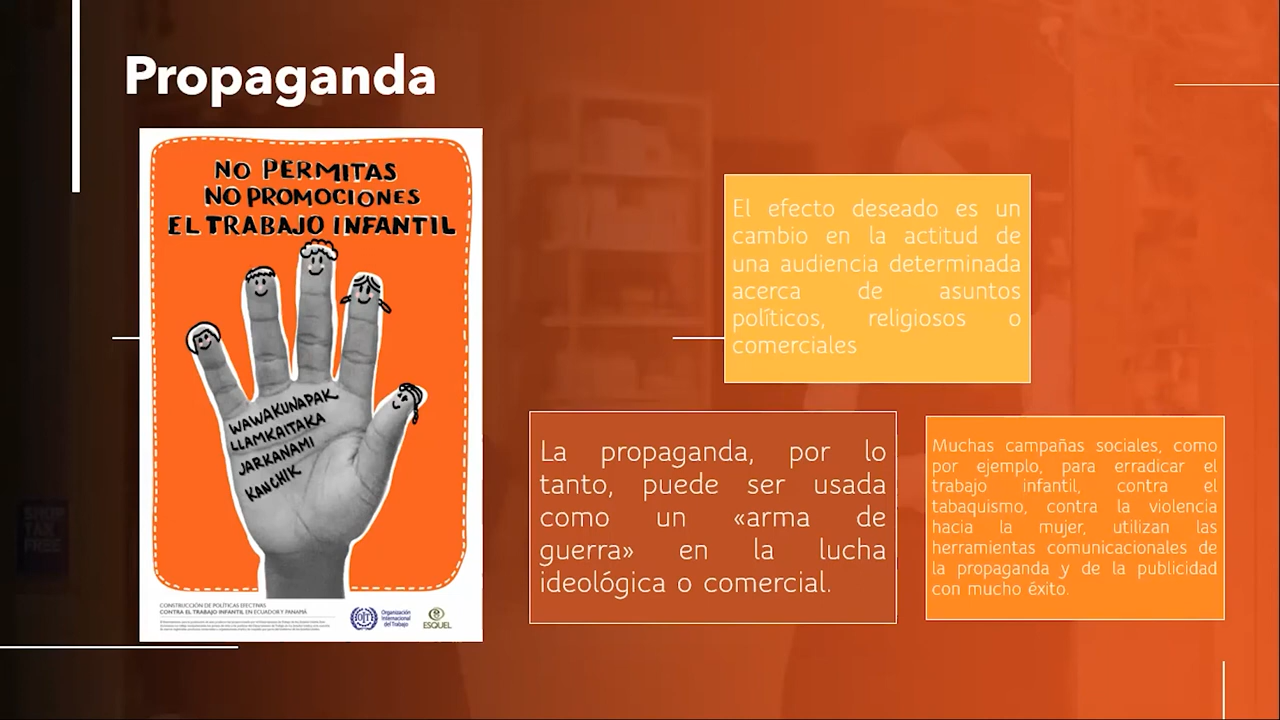 Propaganda
NO PERMITAS
NO PROMOCIONES
EL TRABAJO INFANTIL
WAWAKUNAPAK
LLAMKAITAKA
JARKANAMI
KANCHIK
CONSTRUCCIÓN DE POLÍTICAS EFECTIVAS
CONTRA EL TRABAJO INFANTIL EN ECUADOR Y PANAMÁ
Organización
Internacional
del Trabajo
ESQUEL
El efecto deseado es un
cambio en la actitud de
una audiencia determinada
acerca de asuntos
políticos, religiosos o
comerciales
La propaganda, por lo
tanto, puede ser usada
como un «arma de
guerra» en la lucha
ideológica o comercial.
Muchas campañas sociales, como
por ejemplo, para erradicar el
trabajo infantil, contra el
tabaquismo, contra la violencia
hacia la mujer, utilizan las
herramientas comunicacionales de
la propaganda y de la publicidad
con mucho éxito.